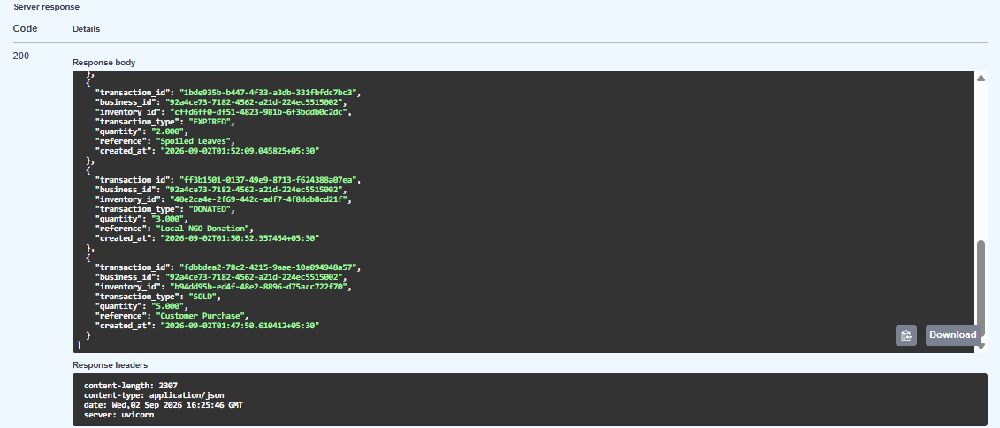 Server response
Code Details
200
Response body
},
{
"transaction_id": "1bde935b-b447-4f33-a3db-331fbfdc7bc3",
"business_id": "92a4ce73-7182-4562-a21d-224ec5515002",
"inventory_id": "cffd6ff0-df51-4823-981b-6f3bddb0c2dc",
"transaction_type": "EXPIRED",
"quantity": "2.000",
"reference": "Spoiled Leaves",
"created_at": "2026-09-02T01:52:09.045825+05:30"
},
{
"transaction_id": "ff3b1501-0137-49e9-8713-f624388a07ea",
"business_id": "92a4ce73-7182-4562-a21d-224ec5515002",
"inventory_id": "40e2ca4e-2f69-442c-adf7-4f8ddb8cd21f",
"transaction_type": "DONATED",
"quantity": "3.000",
"reference": "Local NGO Donation",
"created_at": "2026-09-02T01:50:52.357454+05:30"
},
{
"transaction_id": "fdbbdea2-78c2-4215-9aae-10a094948a57",
"business_id": "92a4ce73-7182-4562-a21d-224ec5515002",
"inventory_id": "b94dd95b-ed4f-48e2-8896-d75acc722f70",
"transaction_type": "SOLD",
"quantity": "5.000",
"reference": "Customer Purchase",
"created_at": "2026-09-02T01:47:50.610412+05:30"
}
]
Download
Response headers
content-length: 2307
content-type: application/json
date: Wed,02 Sep 2026 16:25:46 GMT
server: uvicorn